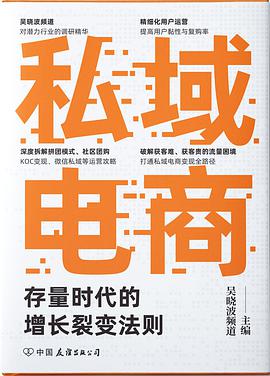 吴晓波频道
对潜力行业的调研精华
精细化用户运营
提高用户黏性与复购率
私域
深度拆解拼团模式、社区团购
KOC变现、微信私域等运营攻略
破解获客难、获客贵的流量困境
打通私域电商变现全路径
电商
存量时代的
增长裂变法则
吴晓波频道 主编
中国友谊出版公司